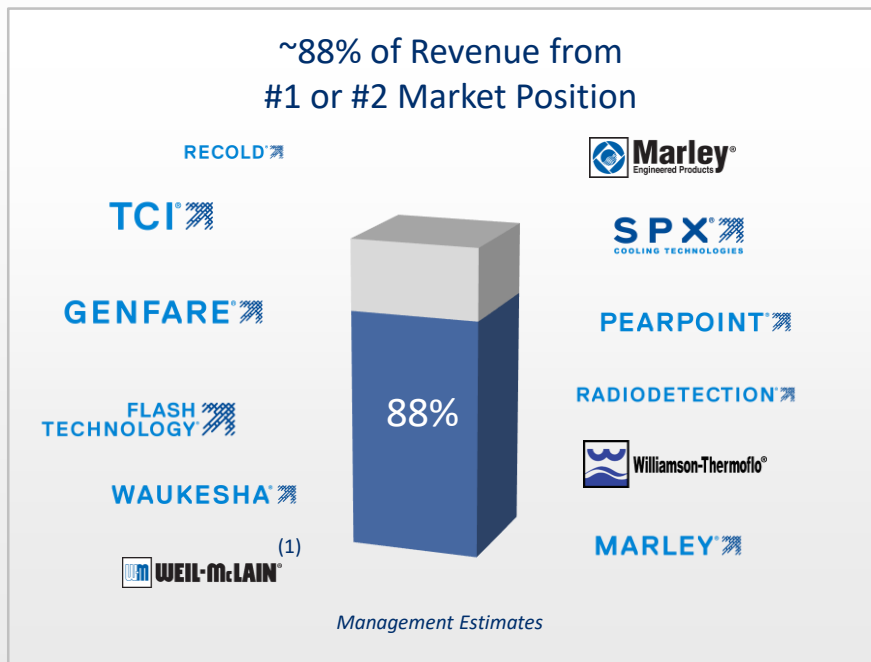 ~88% of Revenue from
#1 or #2 Market Position
RECOLD®
TCI®
GENFARE®
FLASH
TECHNOLOGY®
WAUKESHA®
(1)
WM WEIL-McLAIN®
88%
Marley®
Engineered Products
SPX®
COOLING TECHNOLOGIES
PEARPOINT®
RADIODETECTION®
Williamson-Thermoflo®
MARLEY®
Management Estimates